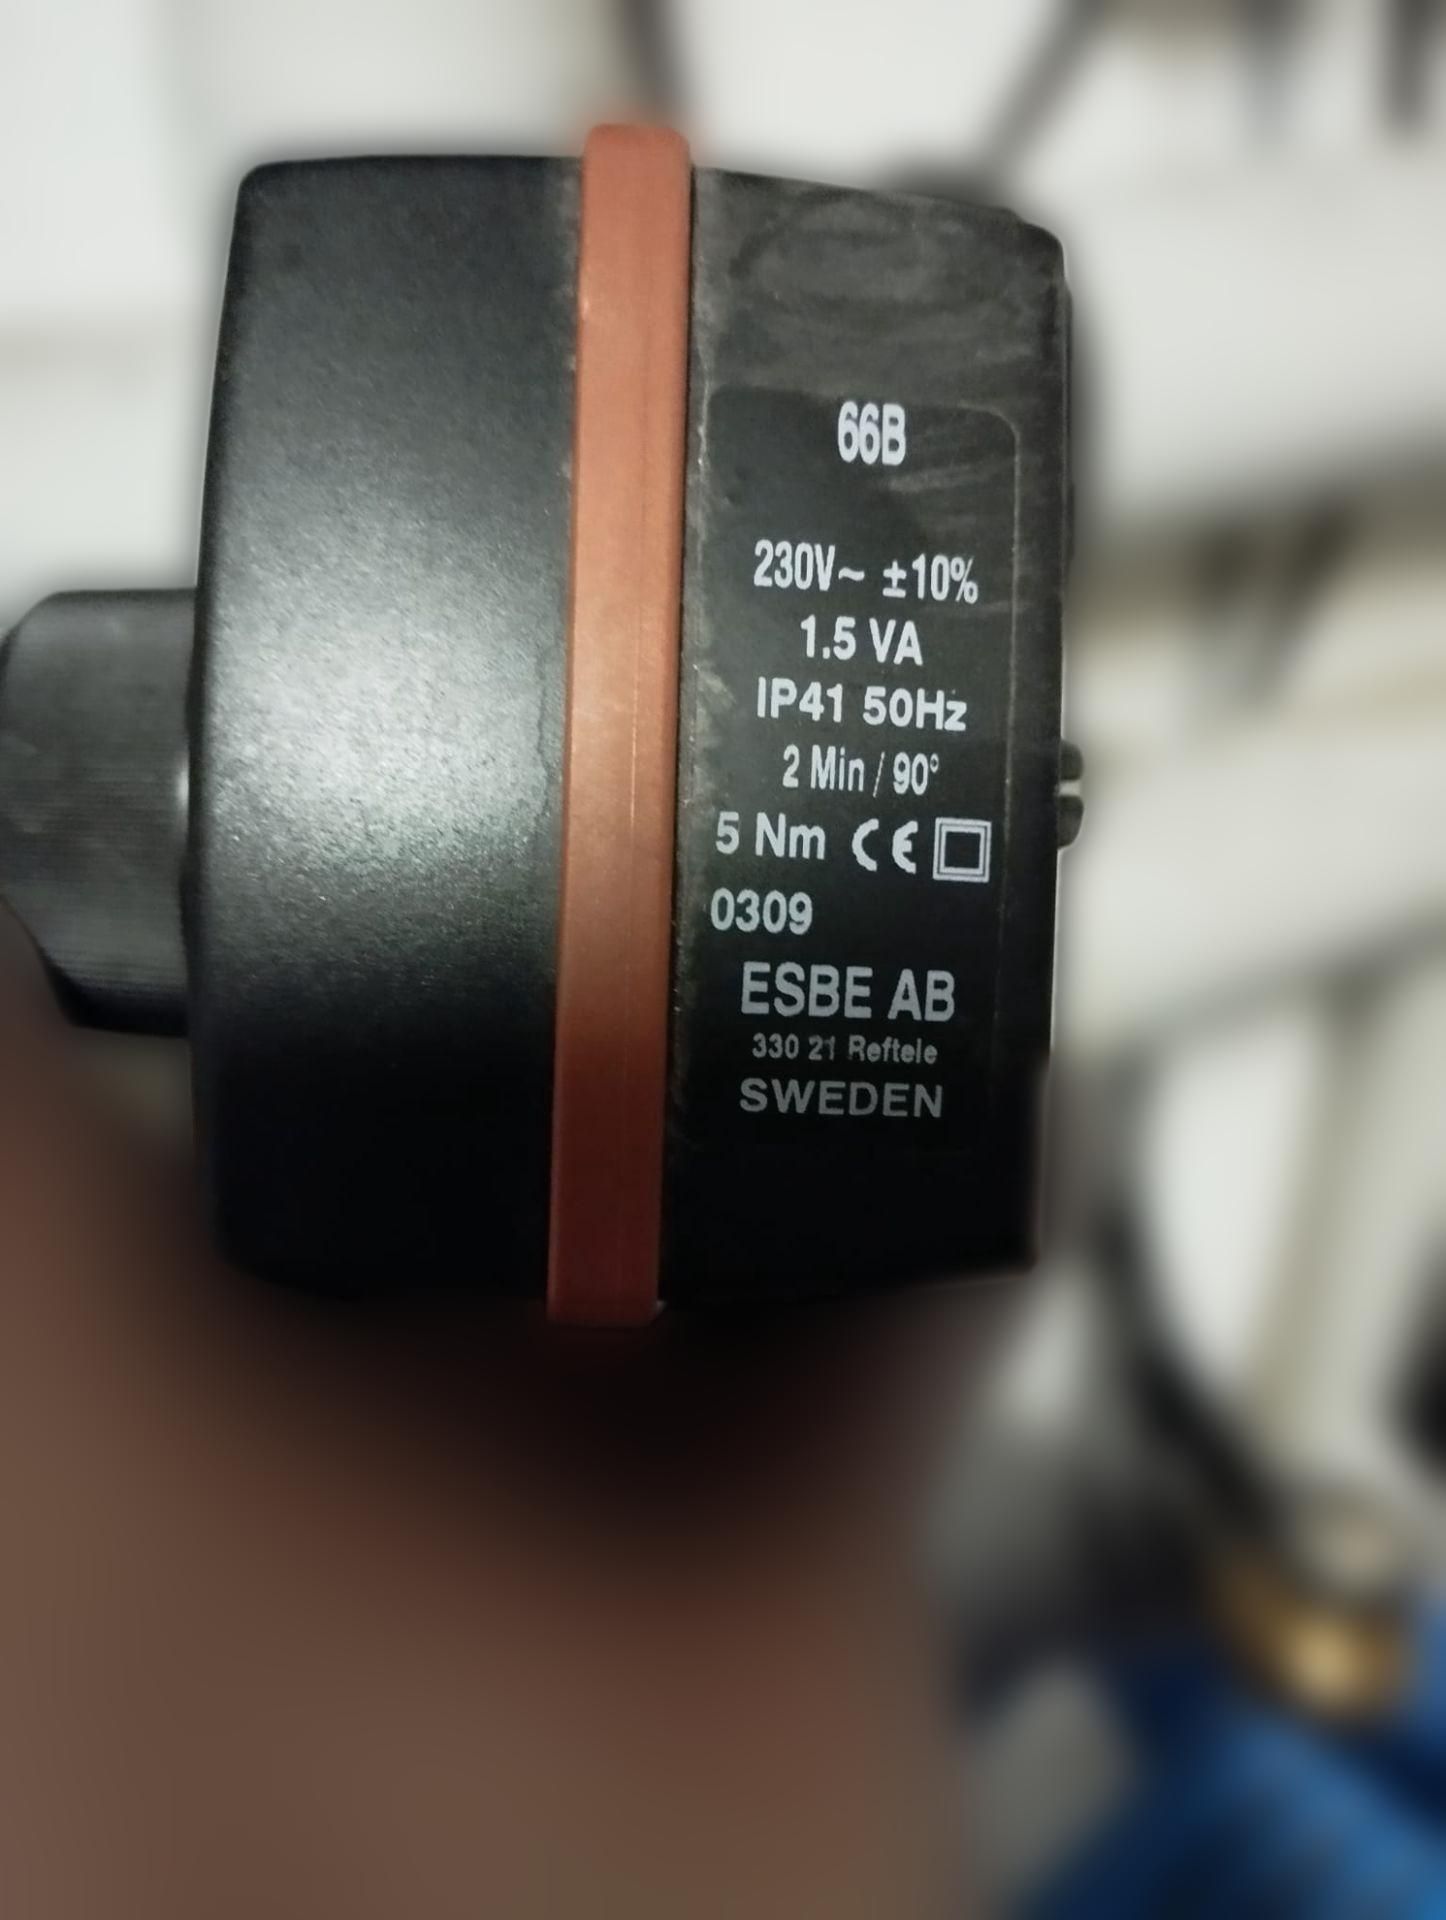 66B
230V~ ±10%
1.5 VA
IP41 50Hz
2 Min / 90°
5 Nm CE
0309
ESBE AB
330 21 Reftele
SWEDEN